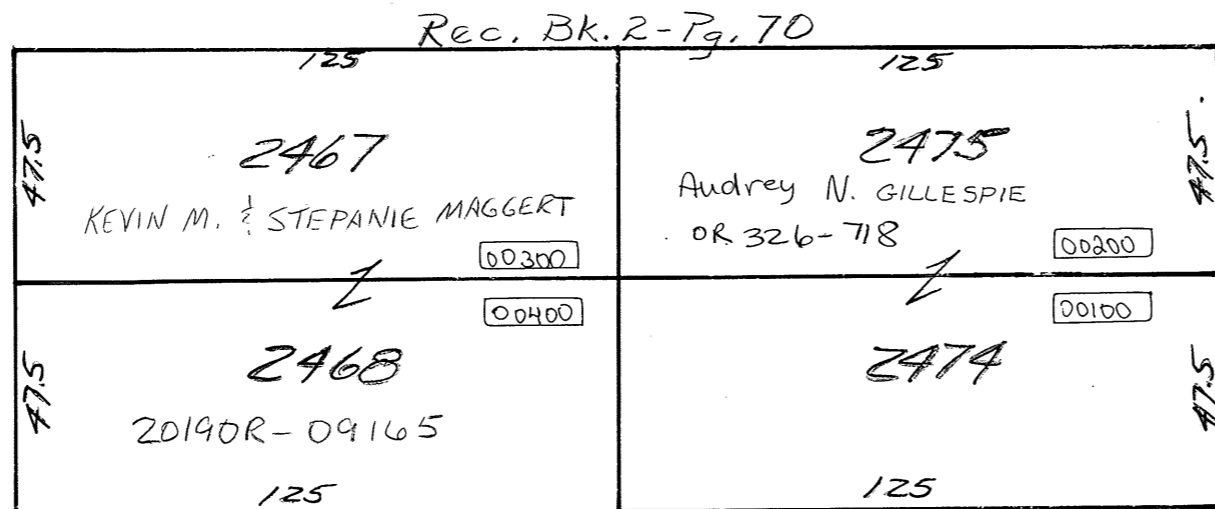 Rec. Bk. 2-Pg. 70
125
47.5
2467
KEVIN M. & STEPANIE MAGGERT
00300
125
47.5
2475
Audrey N. GILLESPIE
OR 326-718
00200
Z
Z
00400
47.5
2468
20190R-09165
125
00100
2474
47.5
125